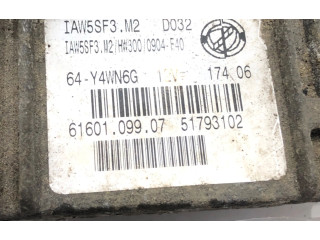 IAW5SF3.M2 D032
IAW5SF3.M2/HW300/0904-F40
64-Y4WN6G 174 06
61601.099.07 51793102